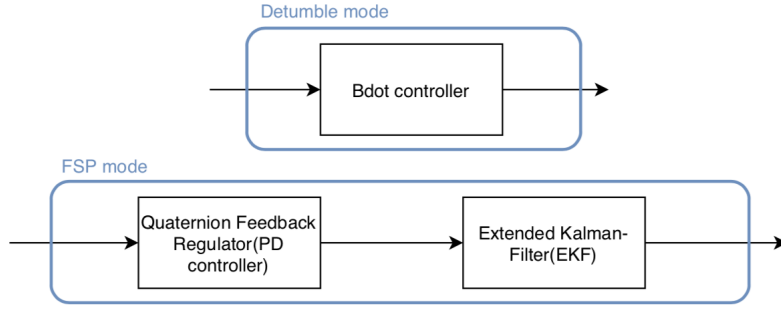 Detumble mode
Bdot controller
FSP mode
Quaternion Feedback
Regulator(PD
controller)
Extended Kalman-
Filter(EKF)